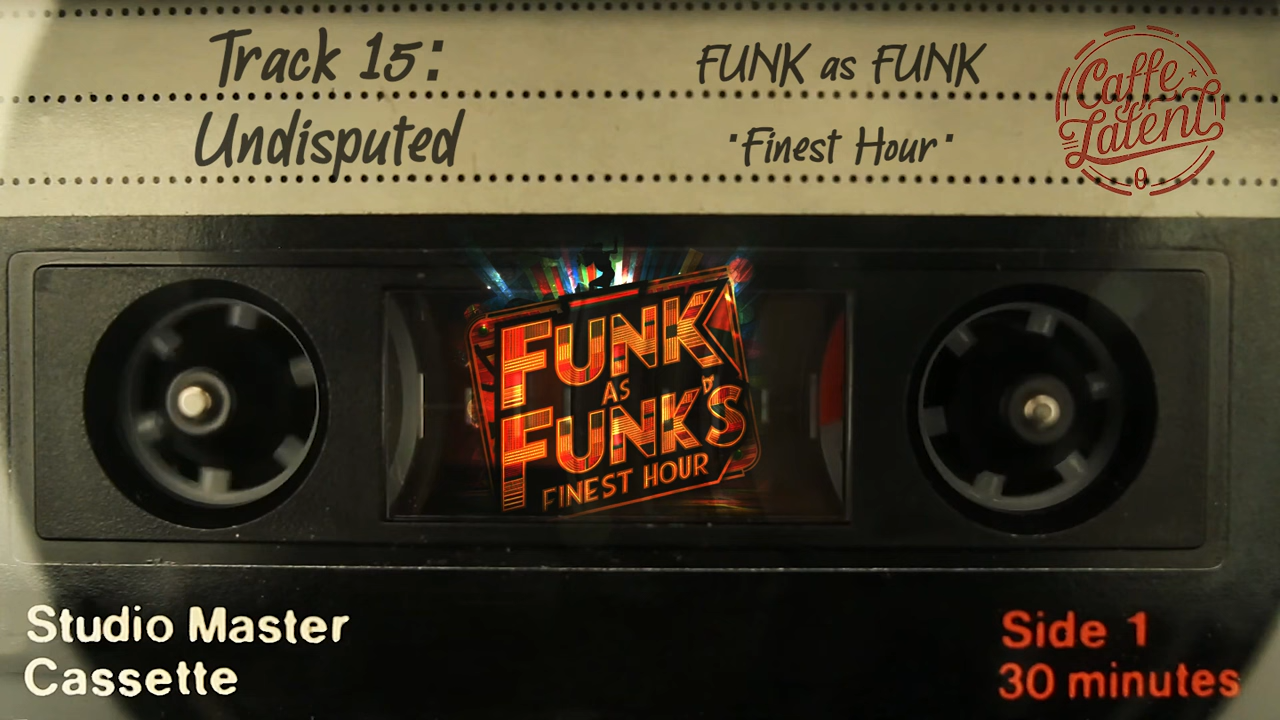 Track 15:
Undisputed
FUNK as FUNK
"Finest Hour"
Caffe
Latent
FUNK
AS
FUNK'S
FINEST HOUR
Studio Master
Cassette
Side 1
30 minutes